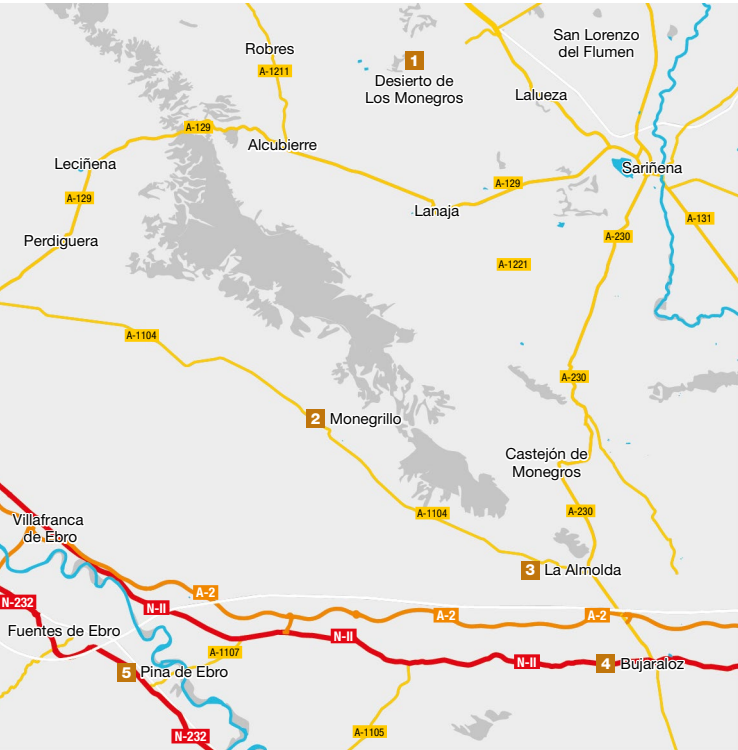 San Lorenzo
del Flumen
Robres
1
A-1211
Desierto de
Los Monegros
Lalueza
A-129
Alcubierre
Leciñena
Sariñena
A-129
A-129
Lanaja
A-131
Perdiguera
A-230
A-1221
A-1104
A-230
2 Monegrillo
Castejón de
Monegros
A-1104
A-230
Villafranca
de Ebro
3 La Almolda
A-2
N-232
N-II
A-2
A-2
Fuentes de Ebro
N-II
A-1107
N-II
4 Bujaraloz
5 Pina de Ebro
A-1105
N-232